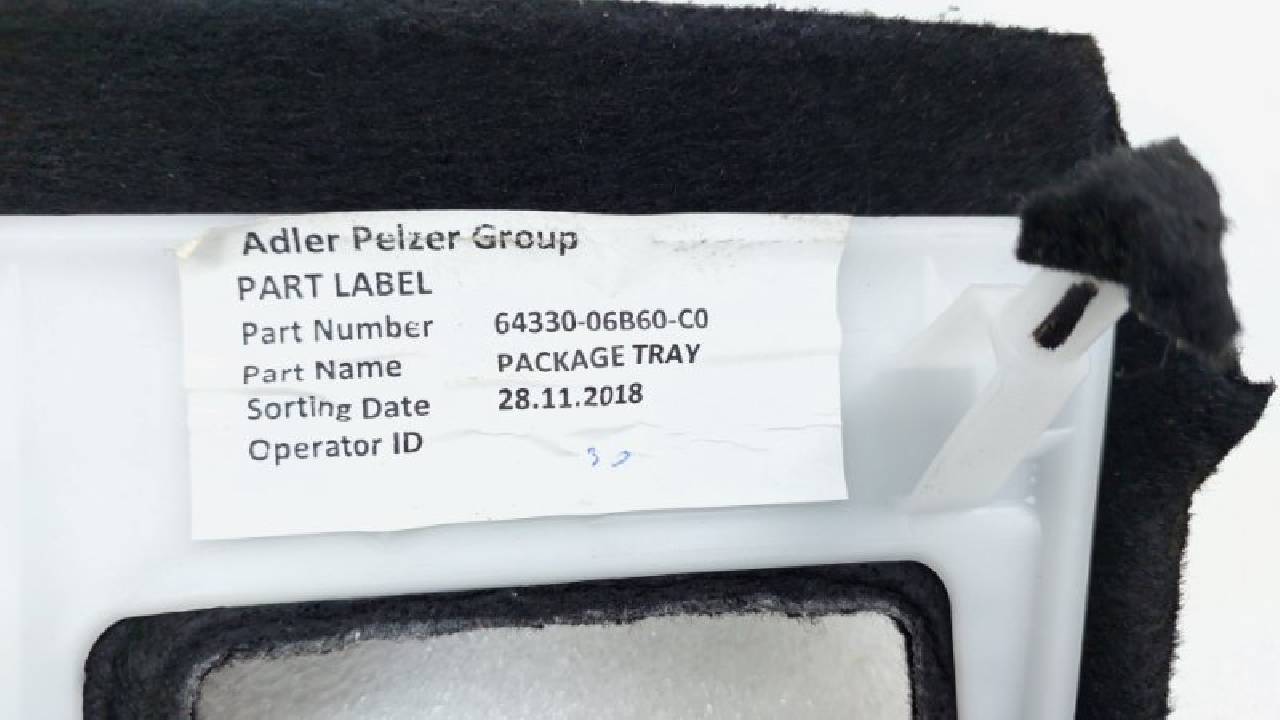 Adler Pelzer Group
PART LABEL
Part Number 64330-06B60-C0
Part Name PACKAGE TRAY
Sorting Date 28.11.2018
Operator ID